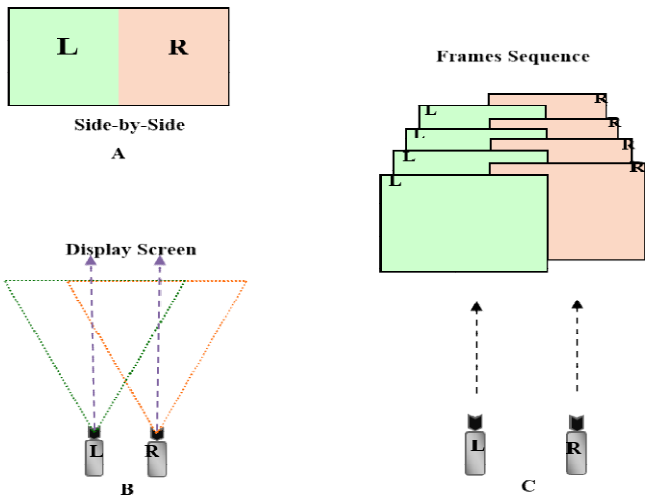 L R
Side-by-Side
A
Display Screen
L R
B
Frames Sequence
L R
L R
L R
L R
L R
C